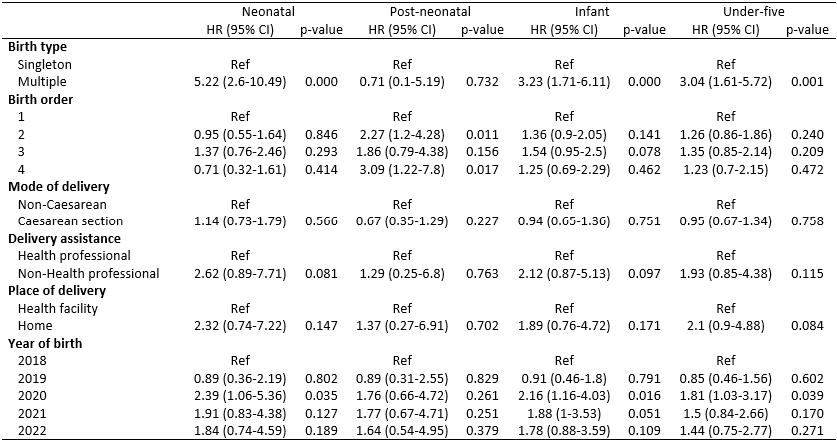 Neonatal Post-neonatal Infant Under-five
HR (95% CI) p-value HR (95% CI) p-value HR (95% CI) p-value HR (95% CI) p-value
Birth type
Singleton Ref Ref Ref Ref
Multiple 5.22 (2.6-10.49) 0.000 0.71 (0.1-5.19) 0.732 3.23 (1.71-6.11) 0.000 3.04 (1.61-5.72) 0.001
Birth order
1 Ref Ref Ref Ref
2 0.95 (0.55-1.64) 0.846 2.27 (1.2-4.28) 0.011 1.36 (0.9-2.05) 0.141 1.26 (0.86-1.86) 0.240
3 1.37 (0.76-2.46) 0.293 1.86 (0.79-4.38) 0.156 1.54 (0.95-2.5) 0.078 1.35 (0.85-2.14) 0.209
4 0.71 (0.32-1.61) 0.414 3.09 (1.22-7.8) 0.017 1.25 (0.69-2.29) 0.462 1.23 (0.7-2.15) 0.472
Mode of delivery
Non-Caesarean Ref Ref Ref Ref
Caesarean section 1.14 (0.73-1.79) 0.566 0.67 (0.35-1.29) 0.227 0.94 (0.65-1.36) 0.751 0.95 (0.67-1.34) 0.758
Delivery assistance
Health professional Ref Ref Ref Ref
Non-Health professional 2.62 (0.89-7.71) 0.081 1.29 (0.25-6.8) 0.763 2.12 (0.87-5.13) 0.097 1.93 (0.85-4.38) 0.115
Place of delivery
Health facility Ref Ref Ref Ref
Home 2.32 (0.74-7.22) 0.147 1.37 (0.27-6.91) 0.702 1.89 (0.76-4.72) 0.171 2.1 (0.9-4.88) 0.084
Year of birth
2018 Ref Ref Ref Ref
2019 0.89 (0.36-2.19) 0.802 0.89 (0.31-2.55) 0.829 0.91 (0.46-1.8) 0.791 0.85 (0.46-1.56) 0.602
2020 2.39 (1.06-5.36) 0.035 1.76 (0.66-4.72) 0.261 2.16 (1.16-4.03) 0.016 1.81 (1.03-3.17) 0.039
2021 1.91 (0.83-4.38) 0.127 1.77 (0.67-4.71) 0.251 1.88 (1-3.53) 0.051 1.5 (0.84-2.66) 0.170
2022 1.84 (0.74-4.59) 0.189 1.64 (0.54-4.95) 0.379 1.78 (0.88-3.59) 0.109 1.44 (0.75-2.77) 0.271